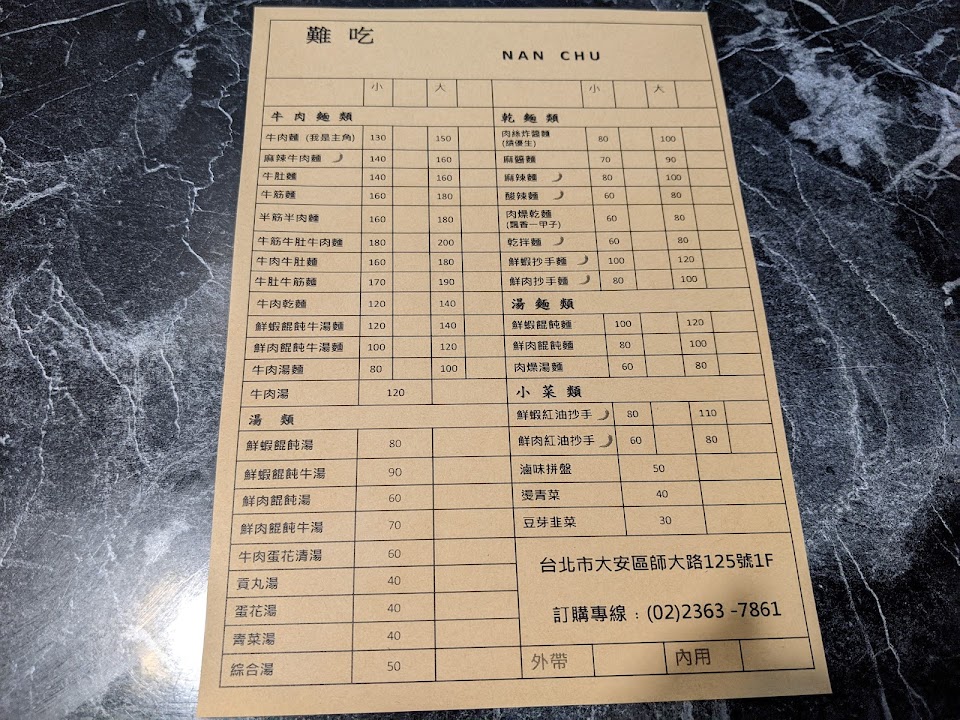 難 吃
NAN CHU
小 大
牛肉麵類
牛肉麵 (我是主角) 130 150
麻辣牛肉麵 140 160
牛肚麵 140 160
牛筋麵 160 180
半筋半肉麵 160 180
牛筋牛肚牛肉麵 180 200
牛肉牛肚麵 160 180
牛肚牛筋麵 170 190
牛肉乾麵 120 140
鮮蝦餛飩牛湯麵 120 140
鮮肉餛飩牛湯麵 100 120
牛肉湯麵 80 100
牛肉湯 120
湯 類
鮮蝦餛飩湯 80
鮮蝦餛飩牛湯 90
鮮肉餛飩湯 60
鮮肉餛飩牛湯 70
牛肉蛋花清湯 60
貢丸湯 40
蛋花湯 40
青菜湯 40
綜合湯 50
小 大
乾麵類
肉絲炸醬麵 80 100
(績優生)
麻醬麵 70 90
麻辣麵 80 100
酸辣麵 60 80
肉燥乾麵 60 80
(飄香一甲子)
乾拌麵 60 80
鮮蝦抄手麵 100 120
鮮肉抄手麵 80 100
湯麵類
鮮蝦餛飩麵 100 120
鮮肉餛飩麵 80 100
肉燥湯麵 60 80
小菜類
鮮蝦紅油抄手 80 110
鮮肉紅油抄手 60 80
滷味拼盤 50
燙青菜 40
豆芽韭菜 30
台北市大安區師大路125號1F
訂購專線：(02)2363 -7861
外帶 內用